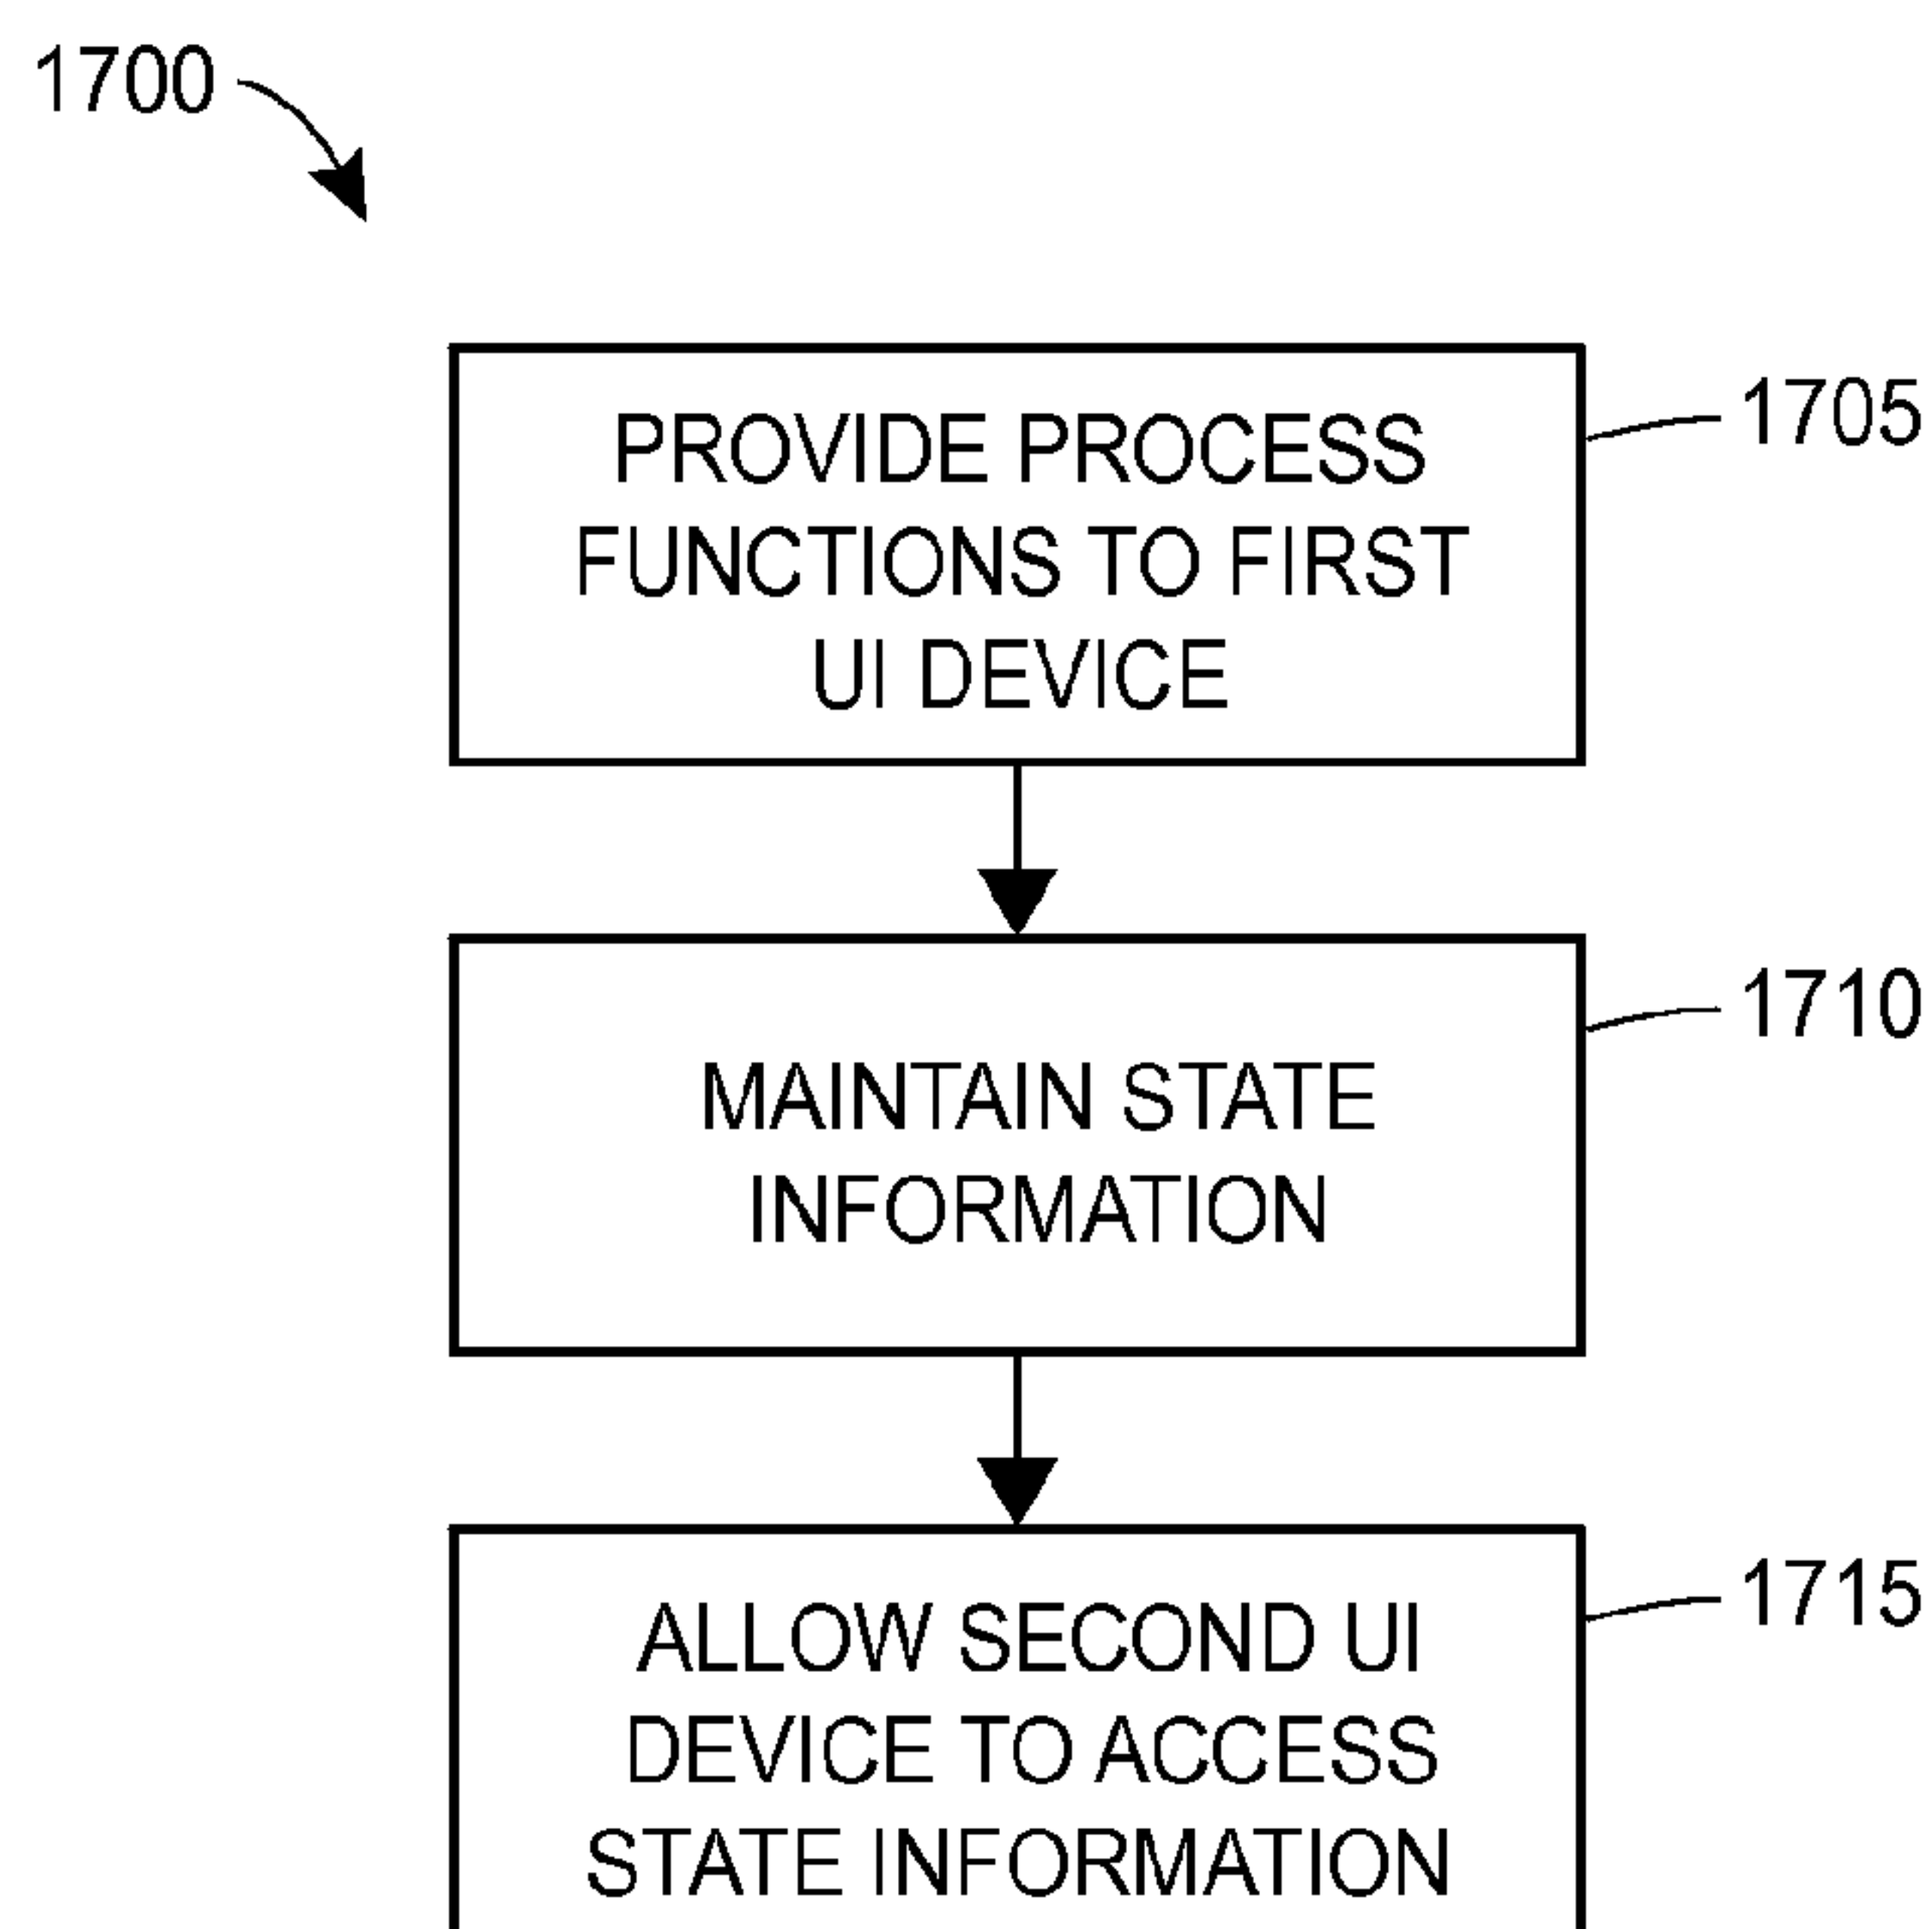 1700
PROVIDE PROCESS
FUNCTIONS TO FIRST
UI DEVICE
1705
MAINTAIN STATE
INFORMATION
1710
ALLOW SECOND UI
DEVICE TO ACCESS
STATE INFORMATION
1715